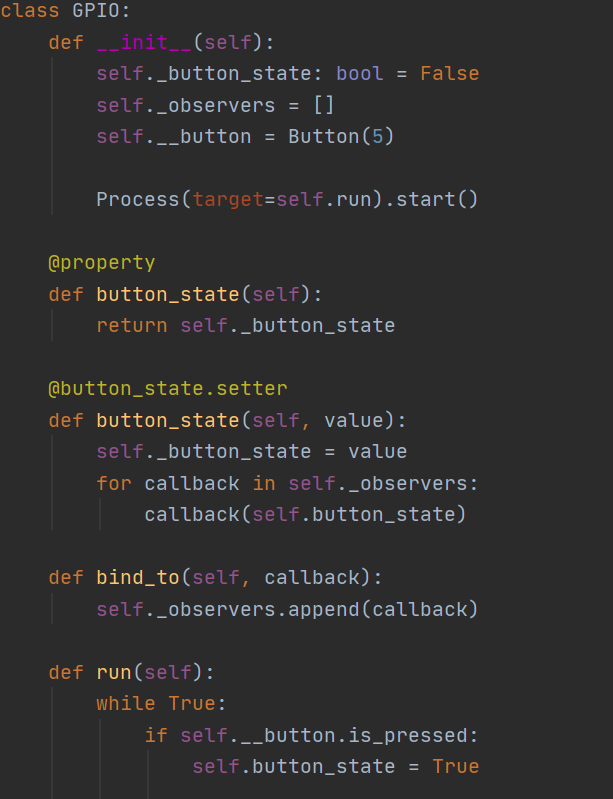 class GPIO:
    def __init__(self):
        self._button_state: bool = False
        self._observers = []
        self.__button = Button(5)

        Process(target=self.run).start()

    @property
    def button_state(self):
        return self._button_state

    @button_state.setter
    def button_state(self, value):
        self._button_state = value
        for callback in self._observers:
            callback(self.button_state)

    def bind_to(self, callback):
        self._observers.append(callback)

    def run(self):
        while True:
            if self.__button.is_pressed:
                self.button_state = True